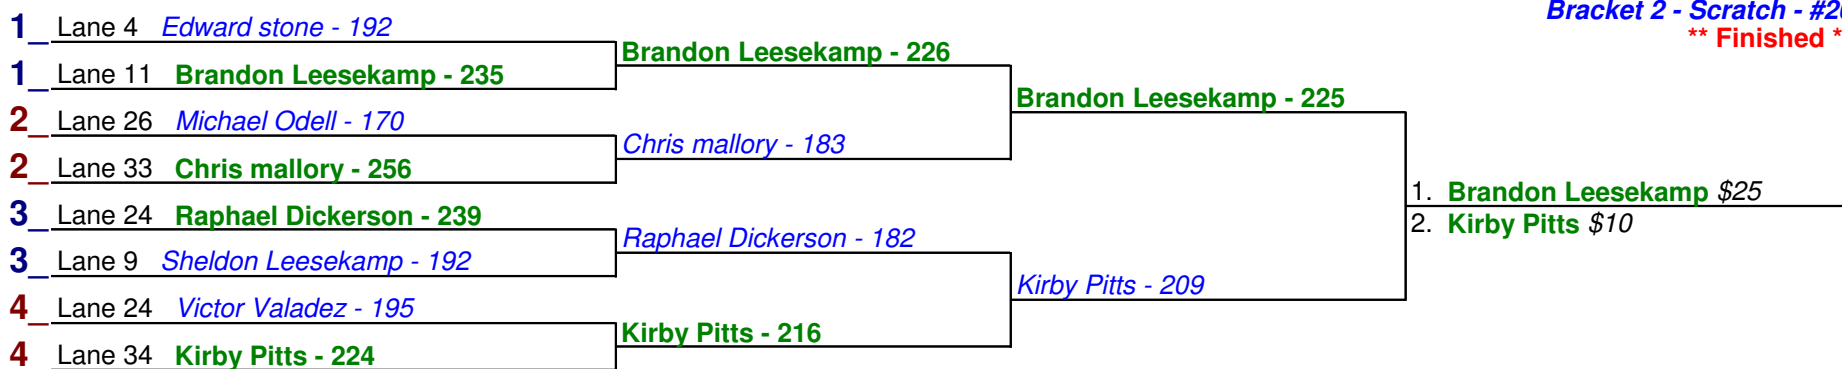 Bracket 2 - Scratch - #2
** Finished *
1_ Lane 4 Edward stone - 192
1_ Lane 11 Brandon Leesekamp - 235
2_ Lane 26 Michael Odell - 170
2_ Lane 33 Chris mallory - 256
3_ Lane 24 Raphael Dickerson - 239
3_ Lane 9 Sheldon Leesekamp - 192
4_ Lane 24 Victor Valadez - 195
4 Lane 34 Kirby Pitts - 224
Brandon Leesekamp - 226
Chris mallory - 183
Raphael Dickerson - 182
Kirby Pitts - 216
Brandon Leesekamp - 225
Kirby Pitts - 209
1. Brandon Leesekamp $25
2. Kirby Pitts $10